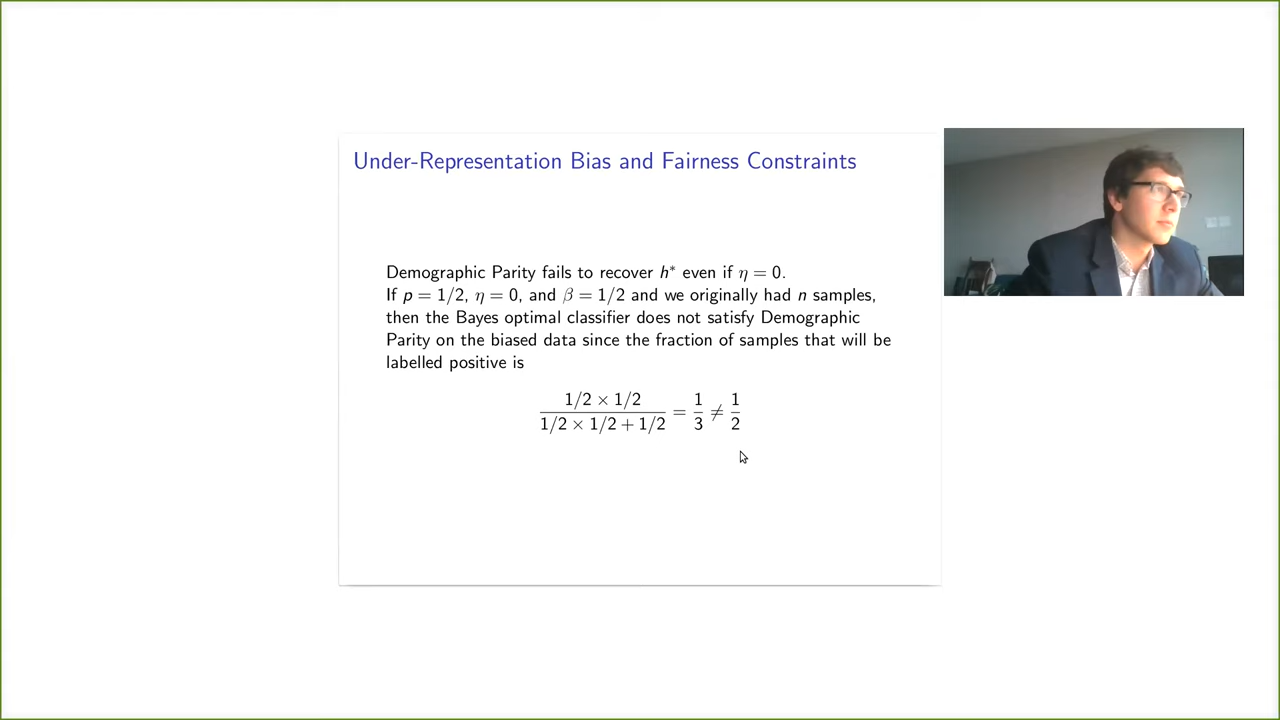 Under-Representation Bias and Fairness Constraints
Demographic Parity fails to recover h* even if η = 0.
If p = 1/2, η = 0, and β = 1/2 and we originally had n samples,
then the Bayes optimal classifier does not satisfy Demographic
Parity on the biased data since the fraction of samples that will be
labelled positive is
(1/2 × 1/2) / (1/2 × 1/2 + 1/2) = 1/3 ≠ 1/2